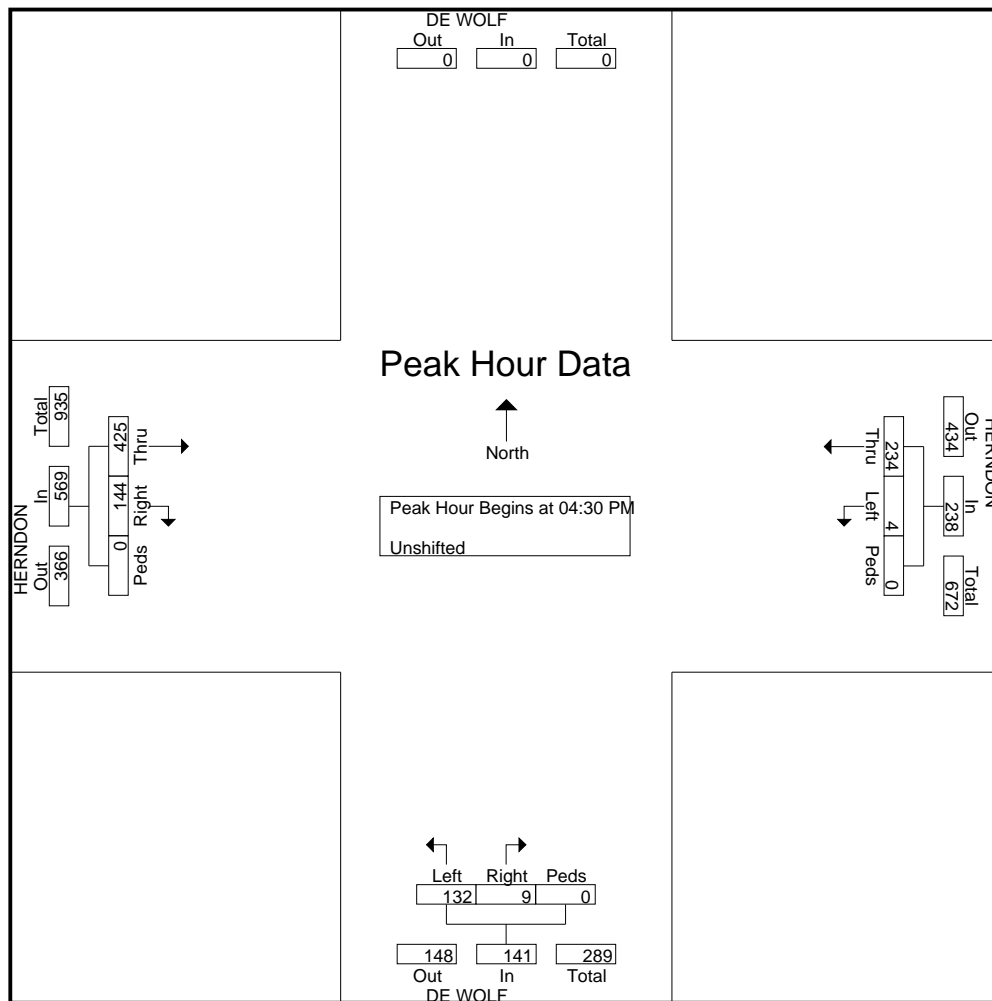 DE WOLF
Out In Total
0 0 0
Peak Hour Data
North
Peak Hour Begins at 04:30 PM
Unshifted
HERNDON
Out In Total
366 569 935
Peds Right Thru
0 144 425
HERNDON
Out In Total
434 238 672
Thru Left Peds
234 4 0
Left Right Peds
132 9 0
148 141 289
Out In Total
DE WOLF